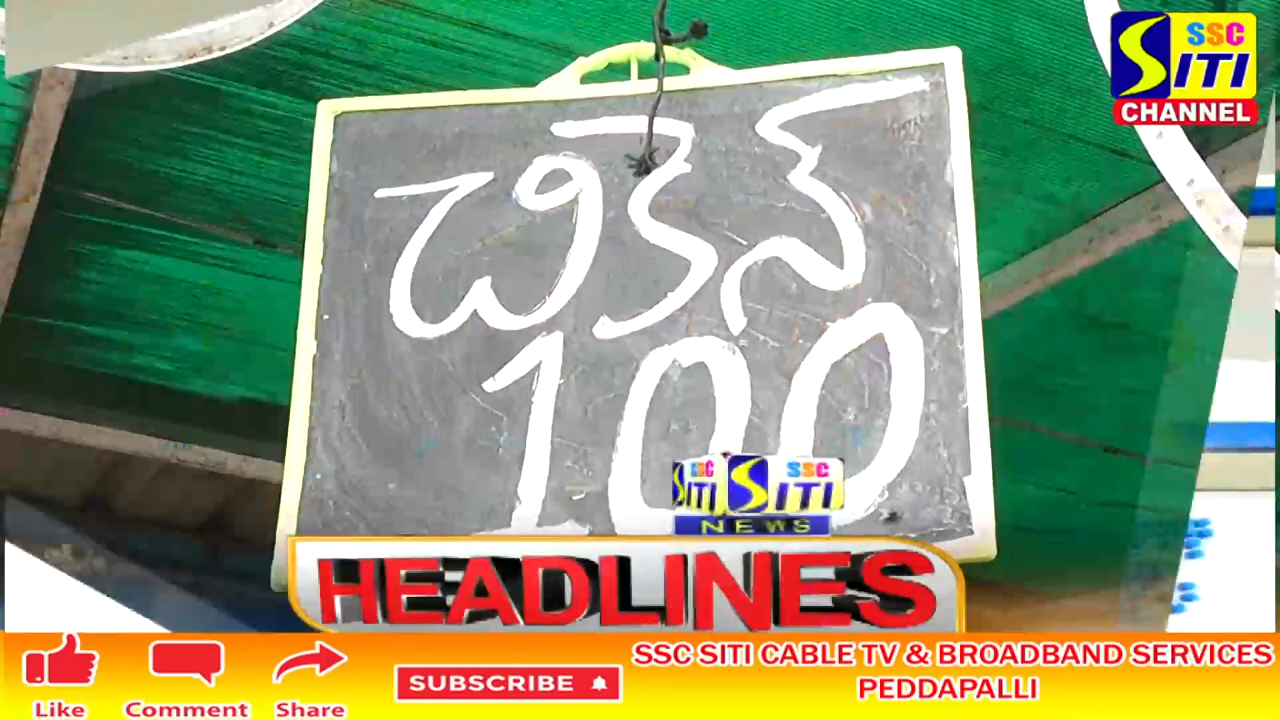 SSC
SITI
CHANNEL
చికెన్
100
SSC
SITI
SSC
SITI
NEWS
HEADLINES
SSC SITI CABLE TV & BROADBAND SERVICES
PEDDAPALLI
SUBSCRIBE
Like
Comment
Share